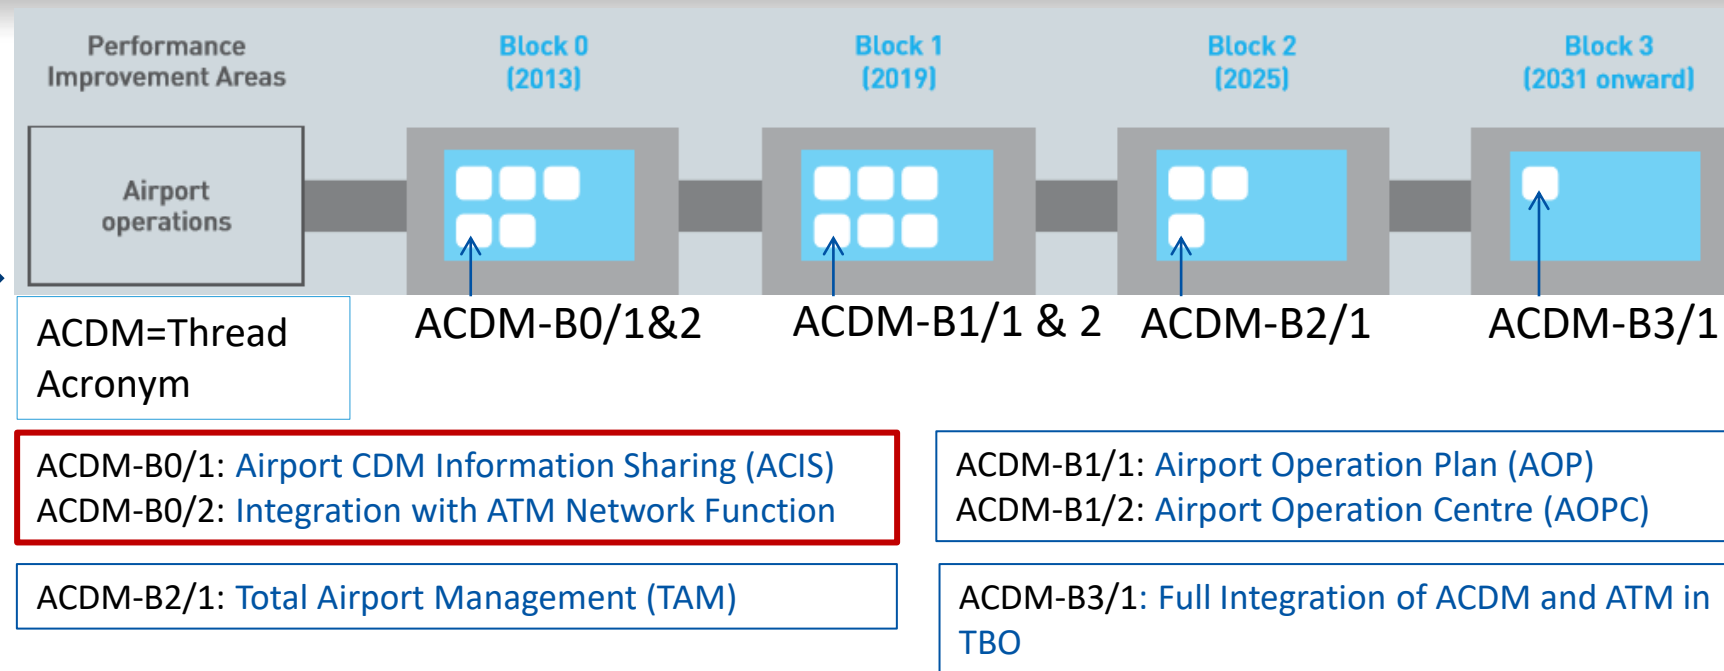 Performance
Improvement Areas
Block 0
(2013)
Block 1
(2019)
Block 2
(2025)
Block 3
(2031 onward)
Airport
operations
ACDM=Thread
Acronym
ACDM-B0/1&2
ACDM-B1/1 & 2
ACDM-B2/1
ACDM-B3/1
ACDM-B0/1: Airport CDM Information Sharing (ACIS)
ACDM-B0/2: Integration with ATM Network Function
ACDM-B1/1: Airport Operation Plan (AOP)
ACDM-B1/2: Airport Operation Centre (AOPC)
ACDM-B2/1: Total Airport Management (TAM)
ACDM-B3/1: Full Integration of ACDM and ATM in
TBO